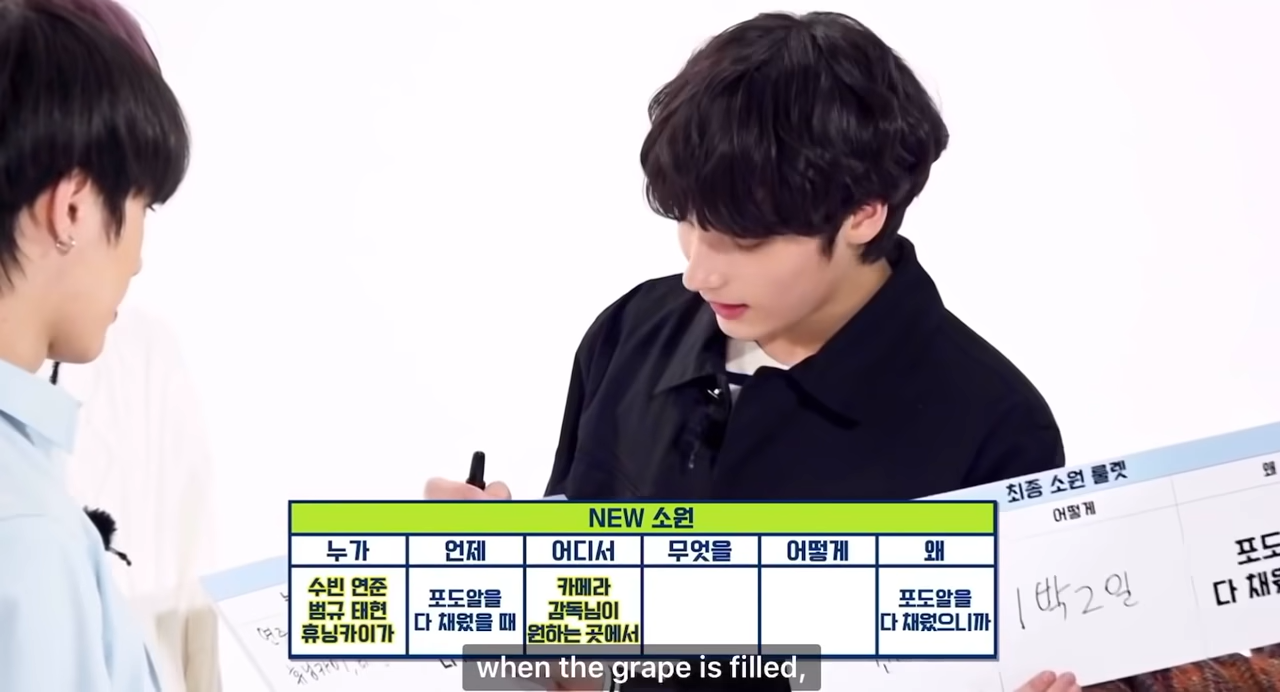 최종 소원 룰렛
어떻게
왜
1박2일
포도
다 채웠
NEW 소원
누가
언제
어디서
무엇을
어떻게
왜
수빈 연준
범규 태현
휴닝카이가
포도알을
다 채웠을 때
카메라
감독님이
원하는 곳에서
포도알을
다 채웠으니까
when the grape is filled,